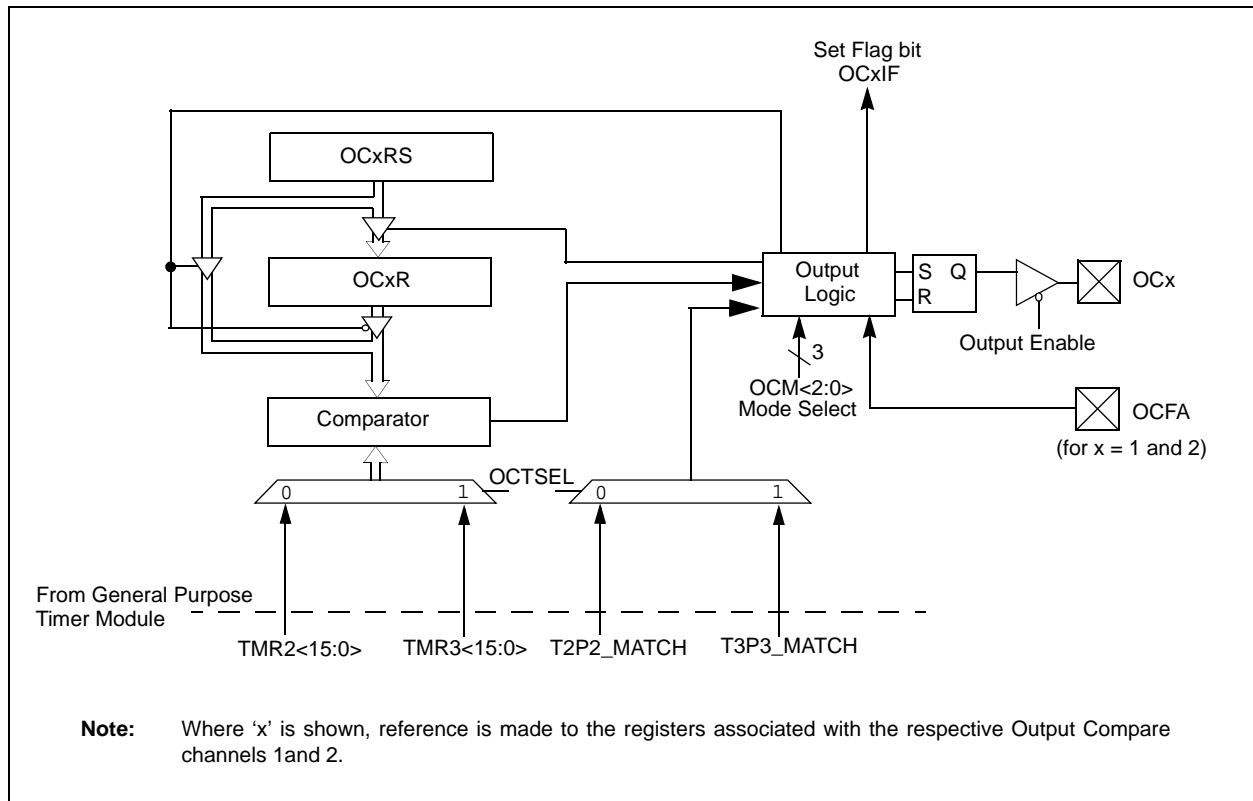 Set Flag bit
OCxIF
OCxRS
OCxR
Output
Logic
S Q
R
OCx
Output Enable
3
OCM<2:0>
Mode Select
OCFA
(for x = 1 and 2)
Comparator
OCTSEL
0 1
0 1
From General Purpose
Timer Module
TMR2<15:0> TMR3<15:0> T2P2_MATCH T3P3_MATCH
Note: Where ‘x’ is shown, reference is made to the registers associated with the respective Output Compare
channels 1and 2.